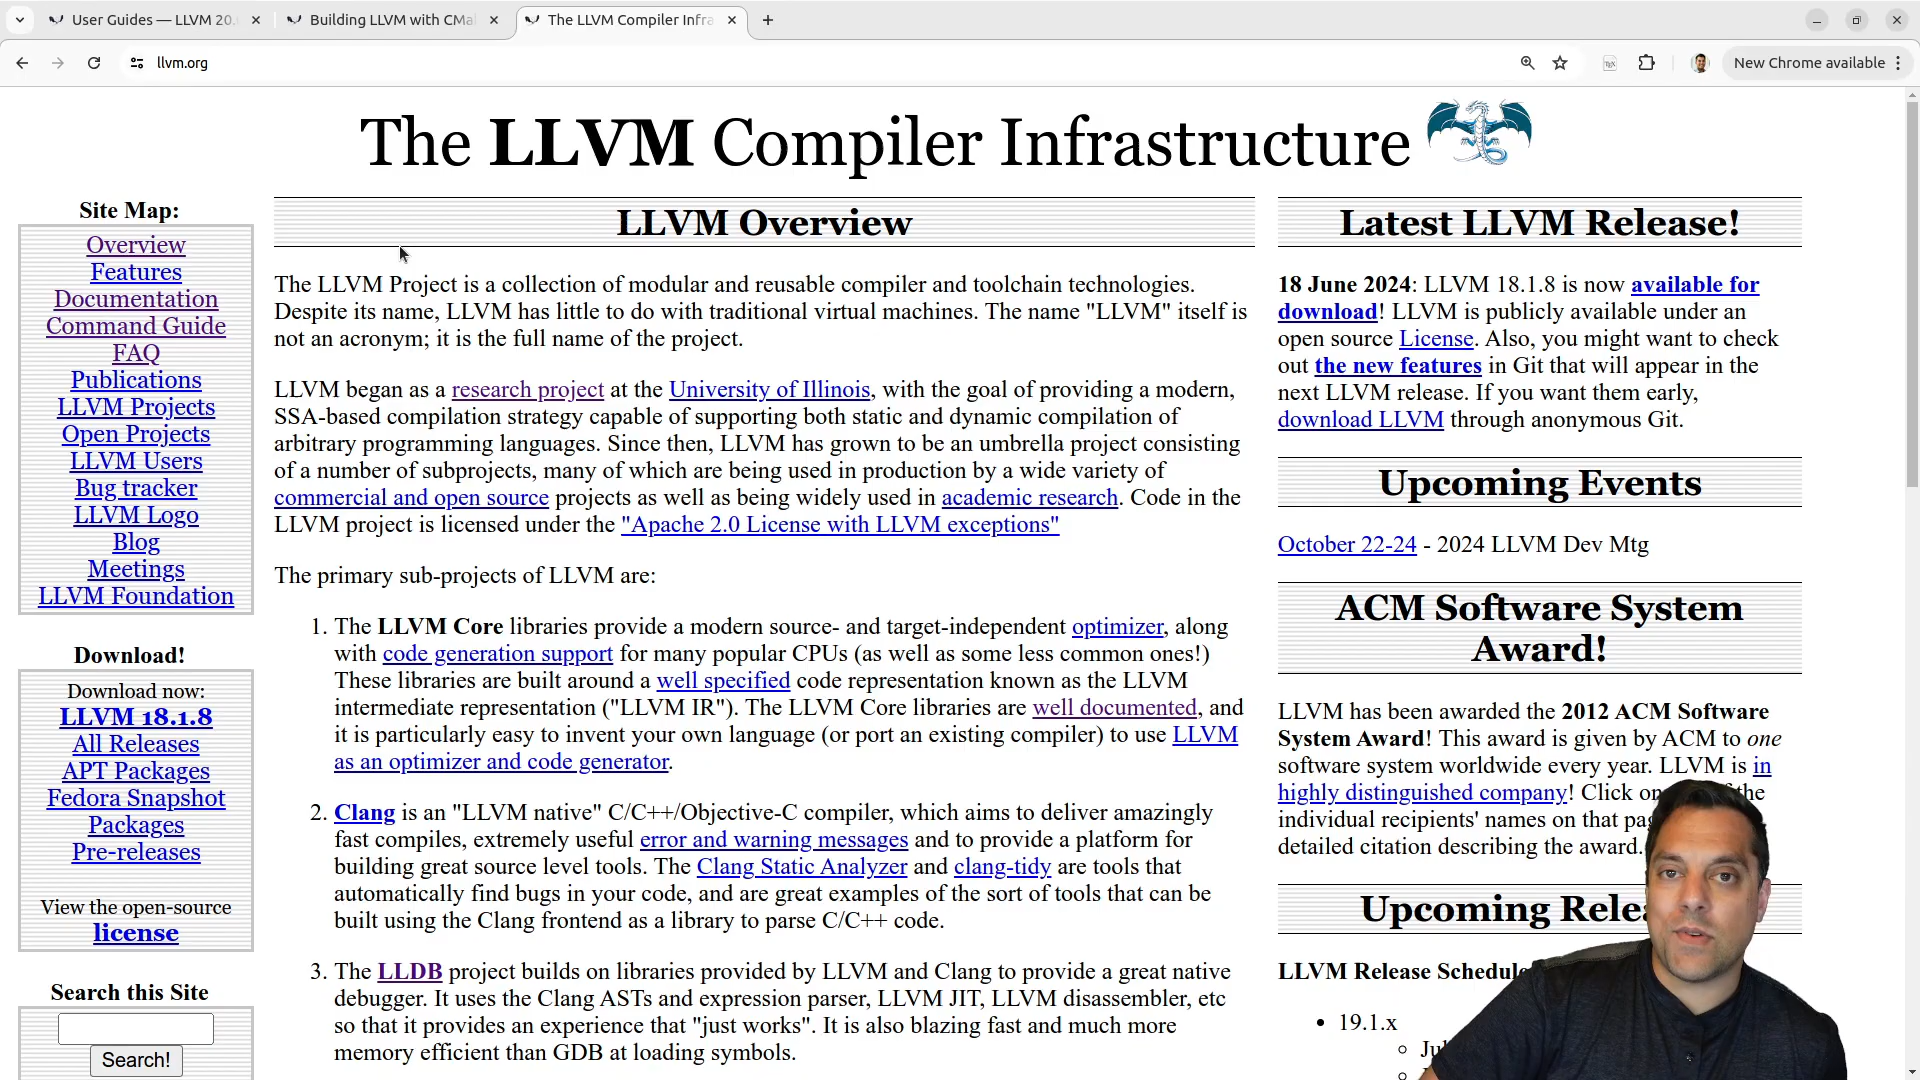 User Guides — LLVM 20.
Building LLVM with CMa
The LLVM Compiler Infra
llvm.org
New Chrome available
The LLVM Compiler Infrastructure
Site Map:
Overview
Features
Documentation
Command Guide
FAQ
Publications
LLVM Projects
Open Projects
LLVM Users
Bug tracker
LLVM Logo
Blog
Meetings
LLVM Foundation
Download!
Download now:
LLVM 18.1.8
All Releases
APT Packages
Fedora Snapshot
Packages
Pre-releases
View the open-source
license
Search this Site
Search!
LLVM Overview
The LLVM Project is a collection of modular and reusable compiler and toolchain technologies.
Despite its name, LLVM has little to do with traditional virtual machines. The name "LLVM" itself is
not an acronym; it is the full name of the project.
LLVM began as a research project at the University of Illinois, with the goal of providing a modern,
SSA-based compilation strategy capable of supporting both static and dynamic compilation of
arbitrary programming languages. Since then, LLVM has grown to be an umbrella project consisting
of a number of subprojects, many of which are being used in production by a wide variety of
commercial and open source projects as well as being widely used in academic research. Code in the
LLVM project is licensed under the "Apache 2.0 License with LLVM exceptions"
The primary sub-projects of LLVM are:
1. The LLVM Core libraries provide a modern source- and target-independent optimizer, along
with code generation support for many popular CPUs (as well as some less common ones!)
These libraries are built around a well specified code representation known as the LLVM
intermediate representation ("LLVM IR"). The LLVM Core libraries are well documented, and
it is particularly easy to invent your own language (or port an existing compiler) to use LLVM
as an optimizer and code generator.
2. Clang is an "LLVM native" C/C++/Objective-C compiler, which aims to deliver amazingly
fast compiles, extremely useful error and warning messages and to provide a platform for
building great source level tools. The Clang Static Analyzer and clang-tidy are tools that
automatically find bugs in your code, and are great examples of the sort of tools that can be
built using the Clang frontend as a library to parse C/C++ code.
3. The LLDB project builds on libraries provided by LLVM and Clang to provide a great native
debugger. It uses the Clang ASTs and expression parser, LLVM JIT, LLVM disassembler, etc
so that it provides an experience that "just works". It is also blazing fast and much more
memory efficient than GDB at loading symbols.
Latest LLVM Release!
18 June 2024: LLVM 18.1.8 is now available for
download! LLVM is publicly available under an
open source License. Also, you might want to check
out the new features in Git that will appear in the
next LLVM release. If you want them early,
download LLVM through anonymous Git.
Upcoming Events
October 22-24 - 2024 LLVM Dev Mtg
ACM Software System
Award!
LLVM has been awarded the 2012 ACM Software
System Award! This award is given by ACM to one
software system worldwide every year. LLVM is in
highly distinguished company! Click on the
individual recipients' names on that pag
detailed citation describing the award.
Upcoming Relea
LLVM Release Schedule
• 19.1.x